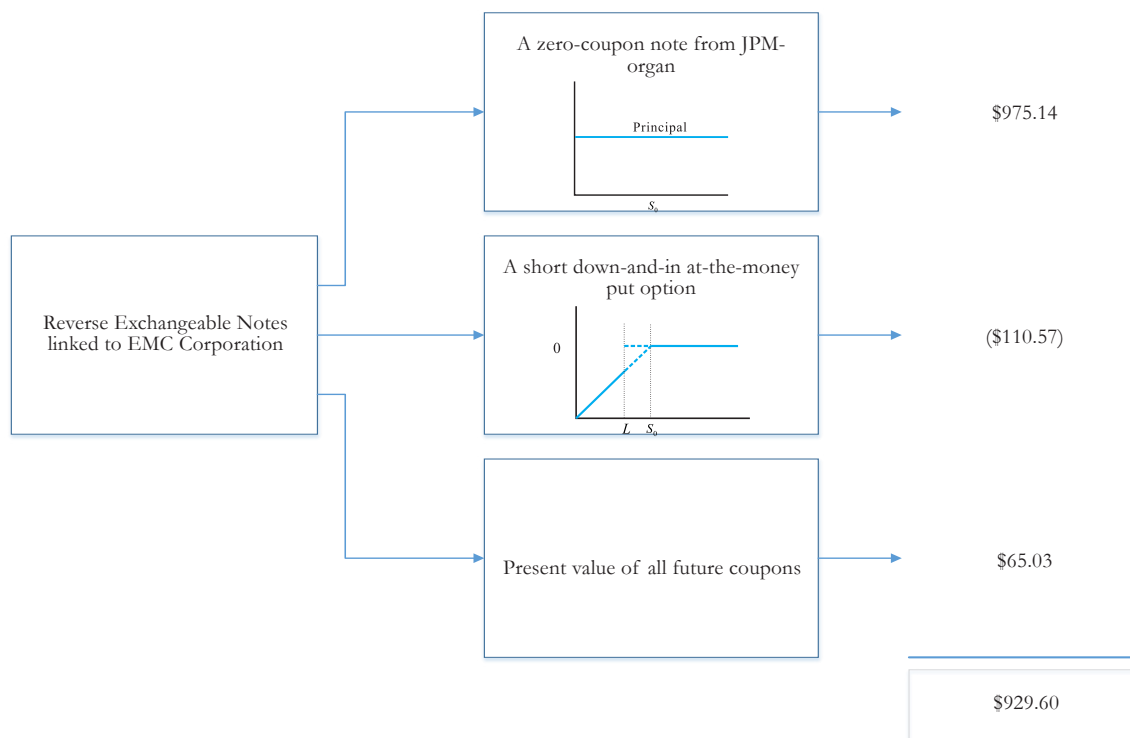 A zero-coupon note from JPM-
organ
Principal
S₀
$975.14
Reverse Exchangeable Notes
linked to EMC Corporation
A short down-and-in at-the-money
put option
0
L S₀
($110.57)
Present value of all future coupons
$65.03
$929.60